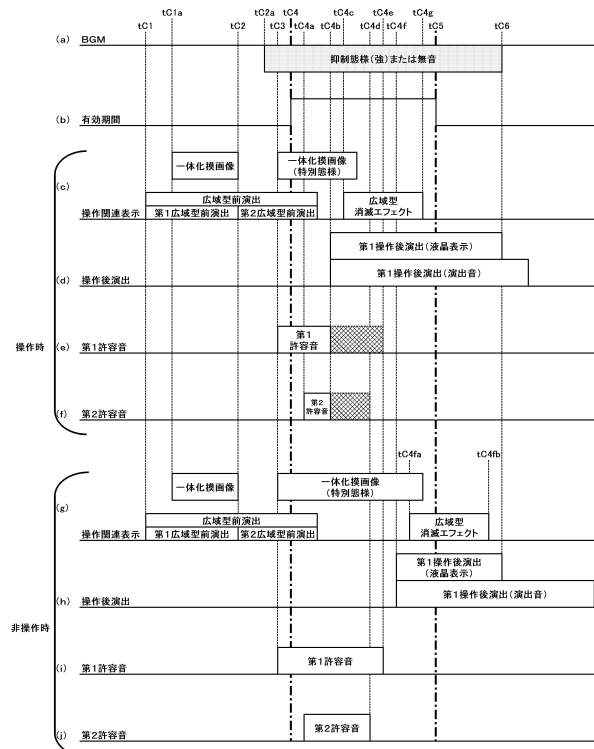 tC1a tC2a tC4 tC4c tC4e tC4g
tC1 tC2 tC3 tC4a tC4b tC4d tC4f tC5 tC6
(a) BGM
抑制態様(強)または無音
(b) 有効期間
操作時
(c)
一体化摸画像
一体化摸画像
(特別態様)
広域型前演出
第1広域型前演出 第2広域型前演出
広域型
消滅エフェクト
操作関連表示
第1操作後演出(液晶表示)
(d) 操作後演出
第1操作後演出(演出音)
(e) 第1許容音
第1
許容音
(f) 第2許容音
第2
許容音
tC4fa tC4fb
非操作時
(g)
一体化摸画像
一体化摸画像
(特別態様)
広域型前演出
第1広域型前演出 第2広域型前演出
広域型
消滅エフェクト
操作関連表示
第1操作後演出
(液晶表示)
(h) 操作後演出
第1操作後演出(演出音)
(i) 第1許容音
第1許容音
(j) 第2許容音
第2許容音